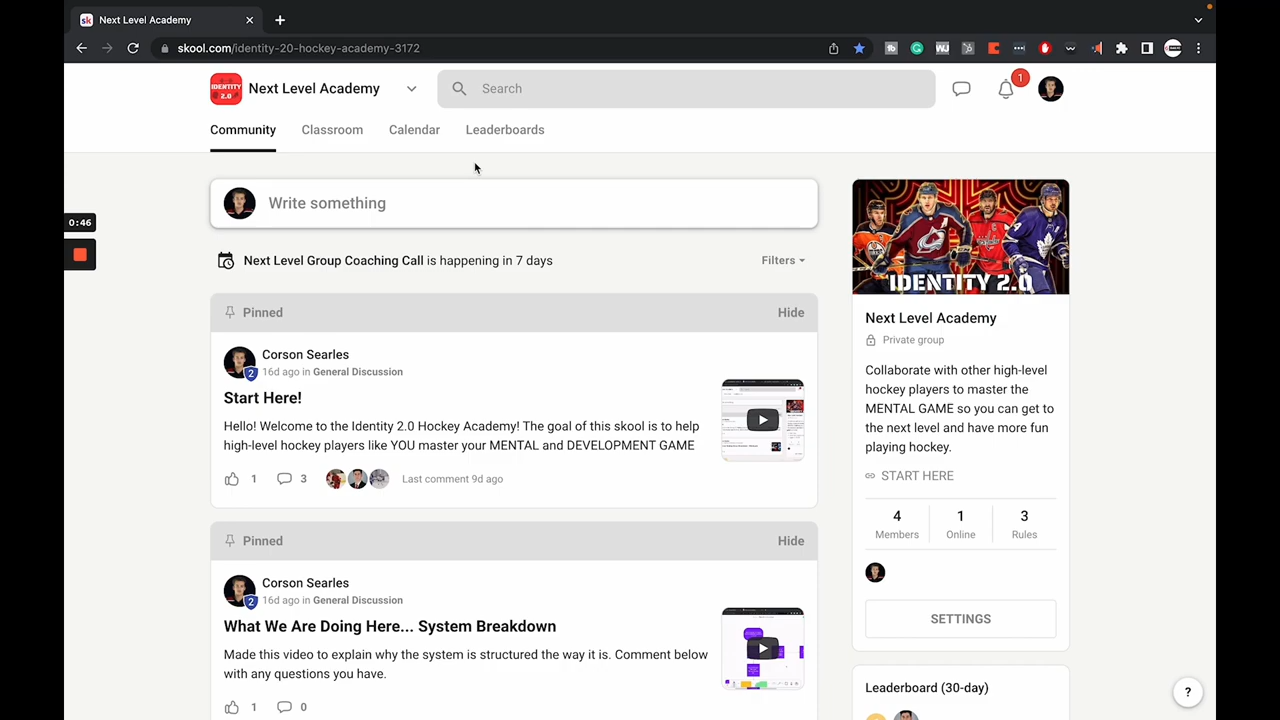 sk Next Level Academy
skool.com/identity-20-hockey-academy-3172
IDENTITY 2.0
Next Level Academy
Search
1
Community
Classroom
Calendar
Leaderboards
0:46
Write something
Next Level Group Coaching Call is happening in 7 days
Filters
Pinned
Hide
Corson Searles
2
16d ago in General Discussion
Start Here!
Hello! Welcome to the Identity 2.0 Hockey Academy! The goal of this skool is to help
high-level hockey players like YOU master your MENTAL and DEVELOPMENT GAME
1
3
Last comment 9d ago
Pinned
Hide
Corson Searles
2
16d ago in General Discussion
What We Are Doing Here... System Breakdown
Made this video to explain why the system is structured the way it is. Comment below
with any questions you have.
1
0
IDENTITY 2.0
Next Level Academy
Private group
Collaborate with other high-level
hockey players to master the
MENTAL GAME so you can get to
the next level and have more fun
playing hockey.
START HERE
4
Members
1
Online
3
Rules
SETTINGS
Leaderboard (30-day)
?